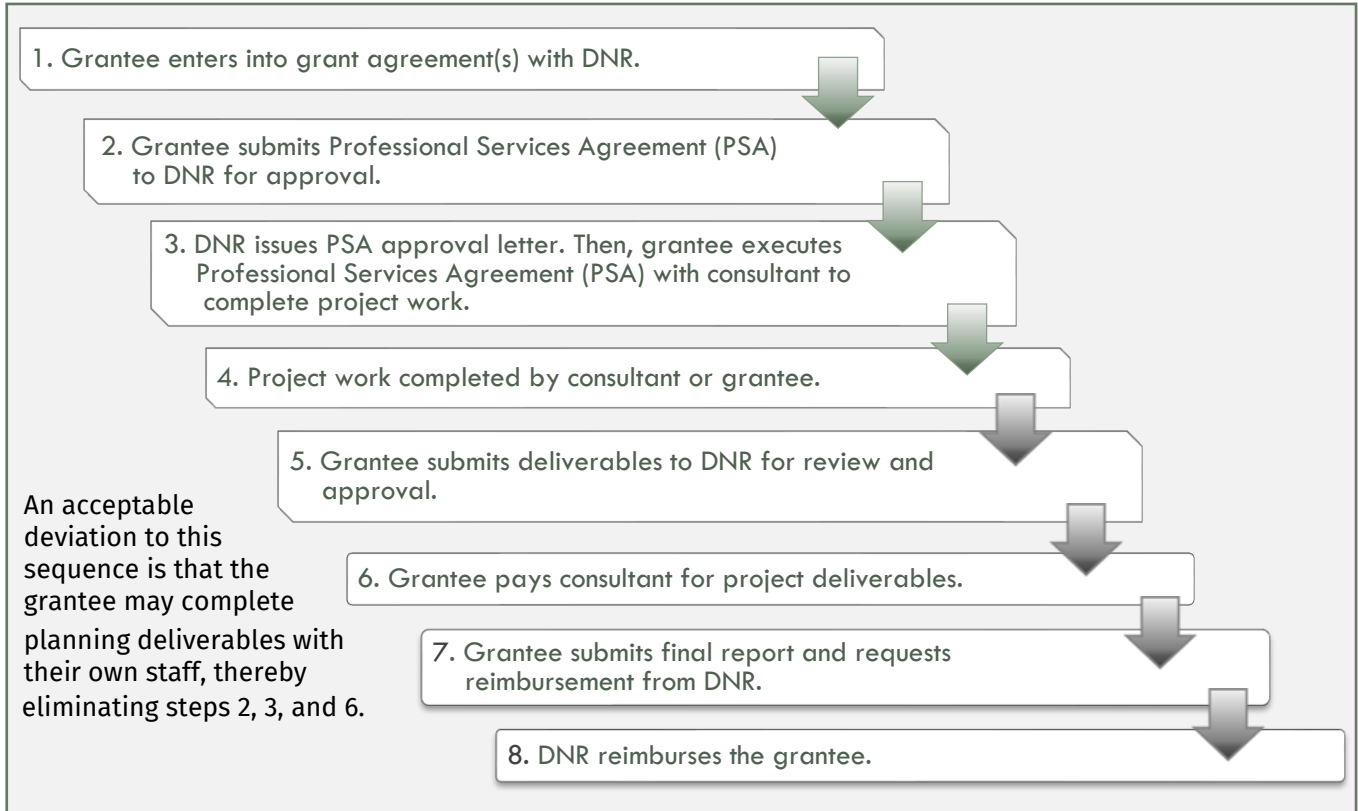 1. Grantee enters into grant agreement(s) with DNR.
2. Grantee submits Professional Services Agreement (PSA)
to DNR for approval.
3. DNR issues PSA approval letter. Then, grantee executes
Professional Services Agreement (PSA) with consultant to
complete project work.
4. Project work completed by consultant or grantee.
5. Grantee submits deliverables to DNR for review and
approval.
6. Grantee pays consultant for project deliverables.
7. Grantee submits final report and requests
reimbursement from DNR.
8. DNR reimburses the grantee.
An acceptable
deviation to this
sequence is that the
grantee may complete
planning deliverables with
their own staff, thereby
eliminating steps 2, 3, and 6.